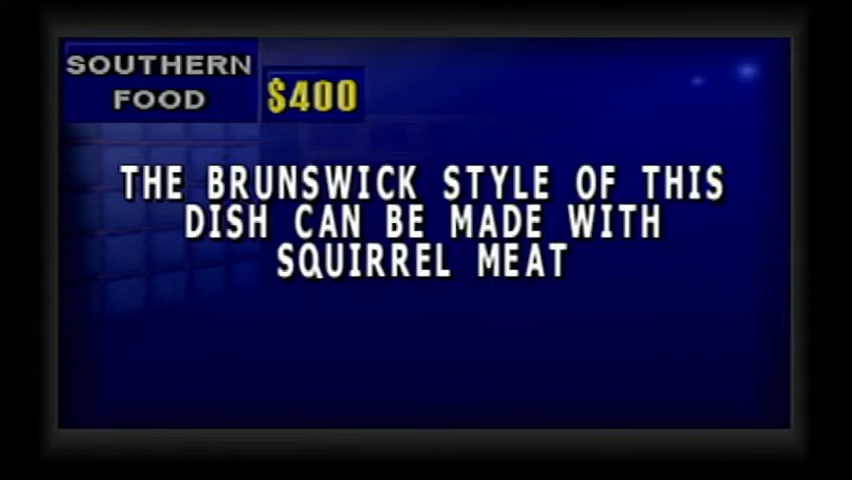 SOUTHERN
FOOD
$400
THE BRUNSWICK STYLE OF THIS
DISH CAN BE MADE WITH
SQUIRREL MEAT